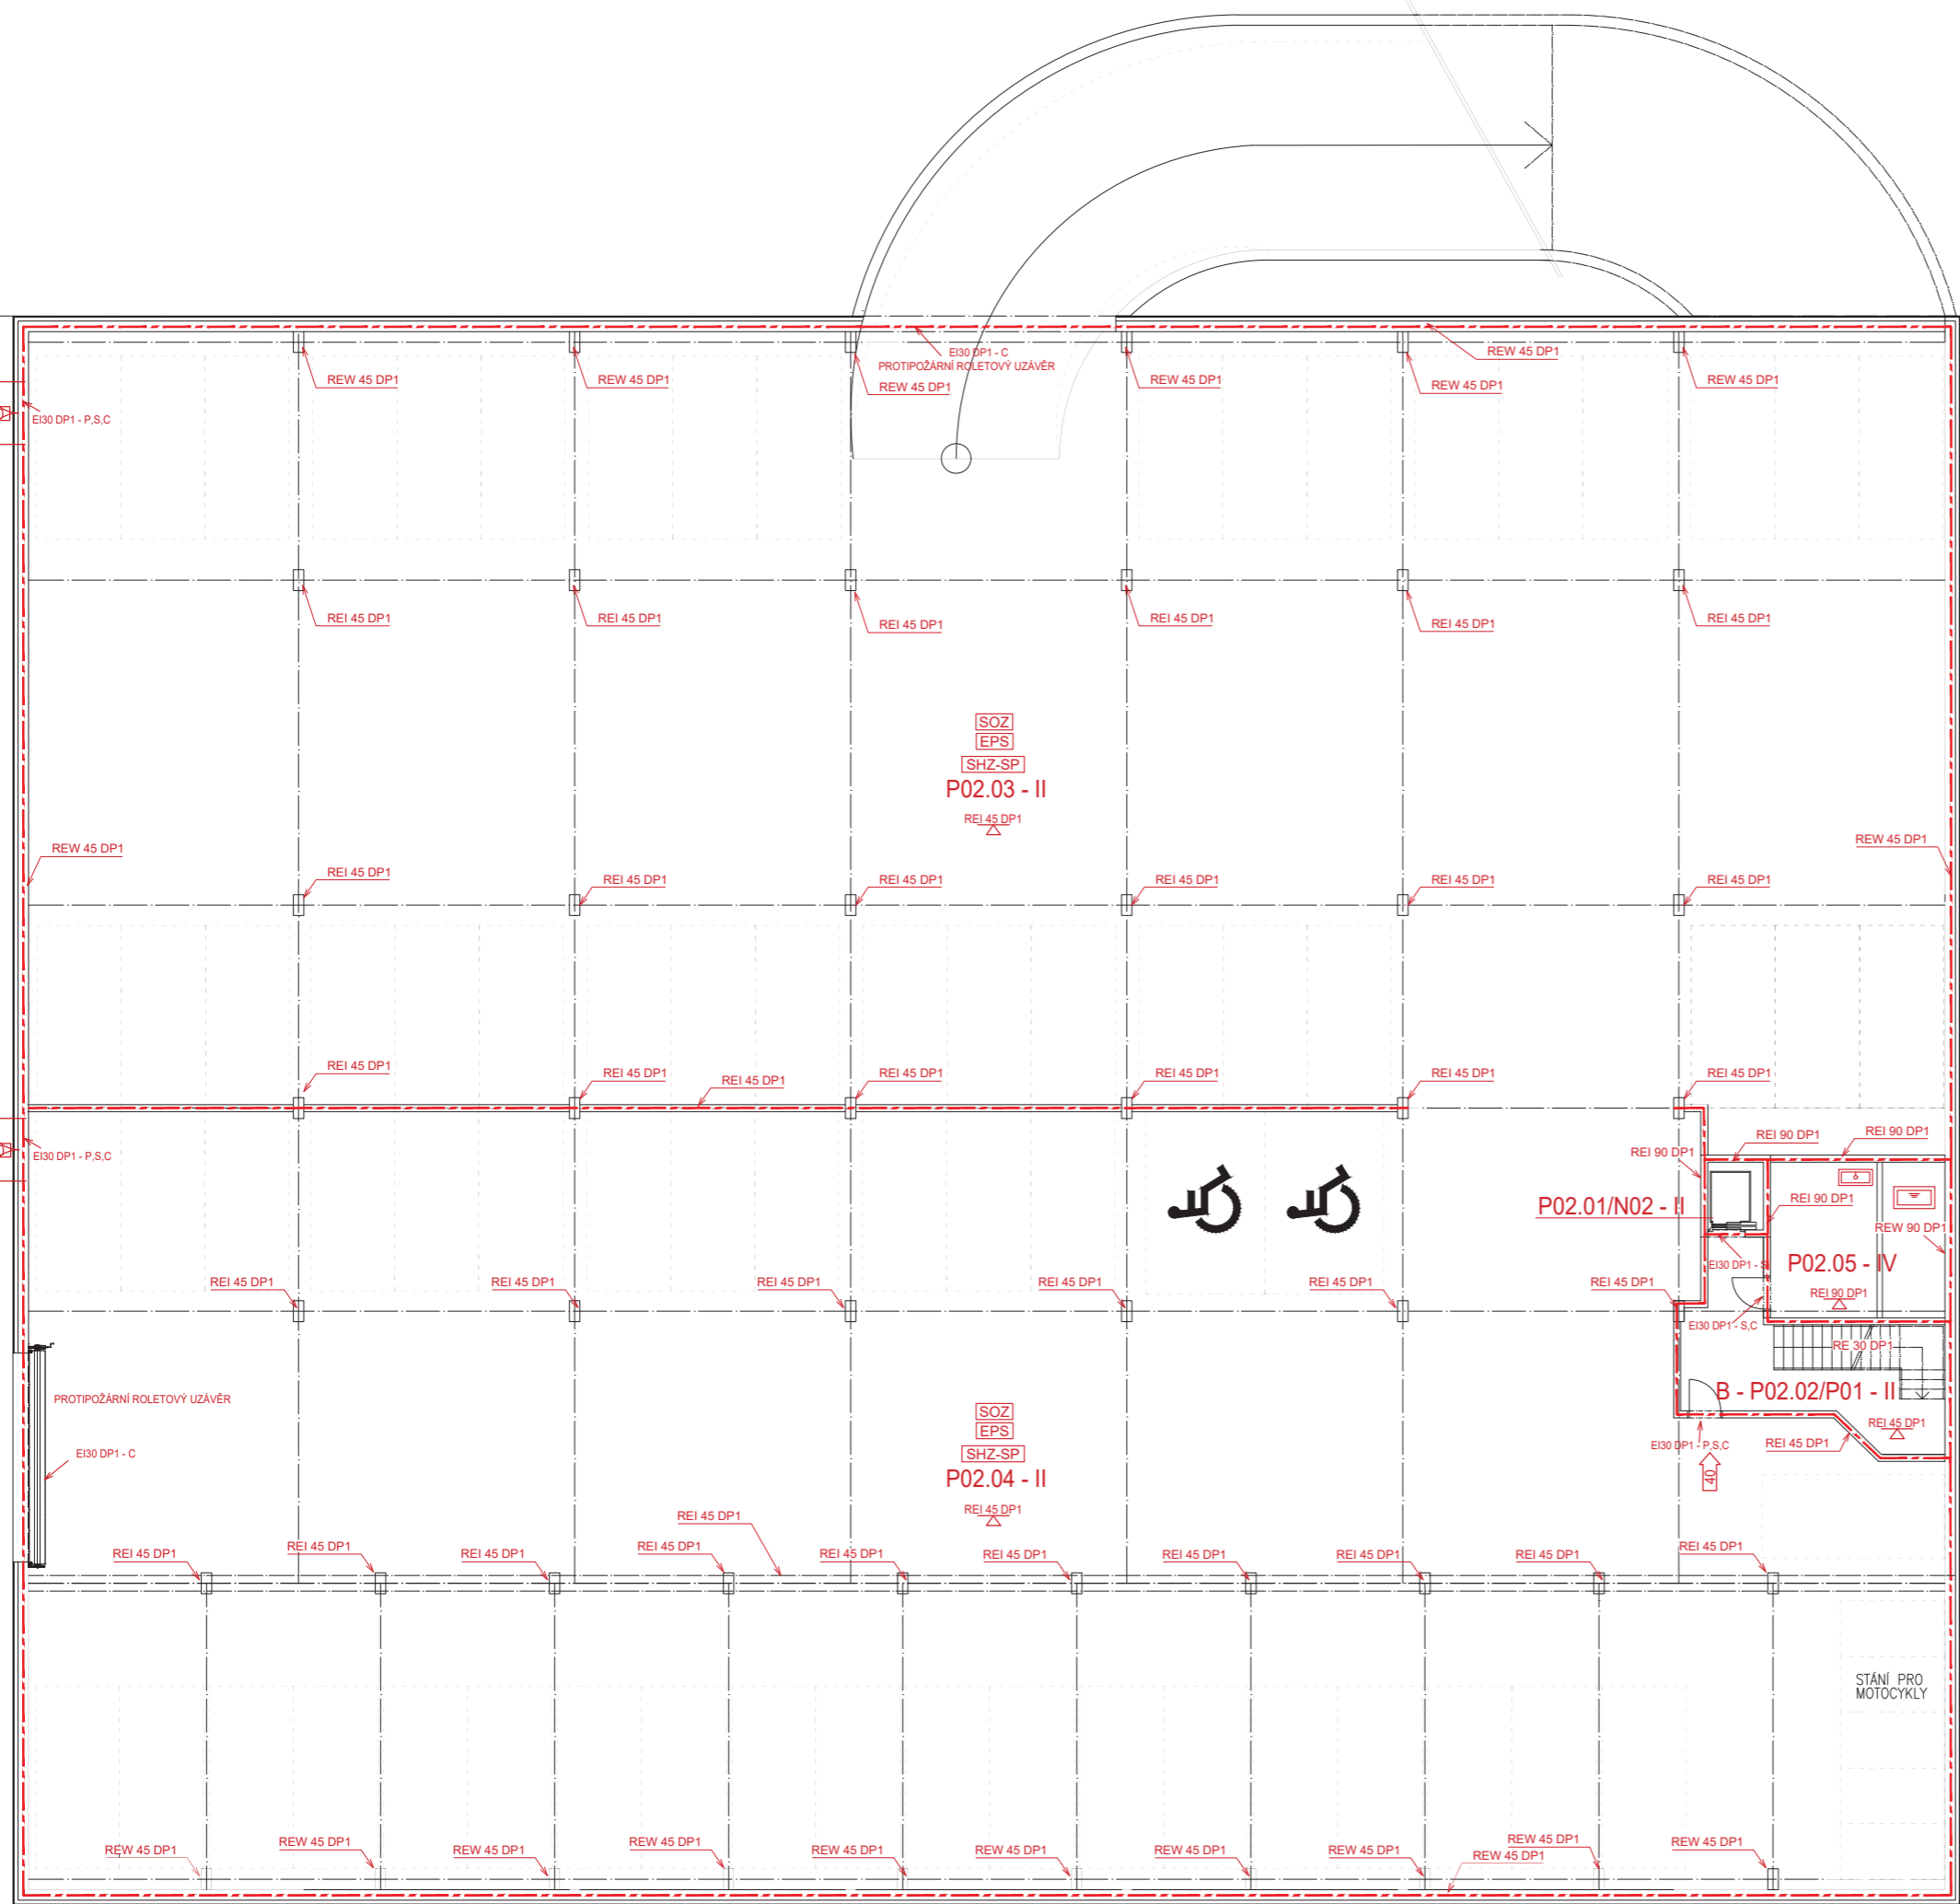 EI30 DP1 - C
PROTIPOŽÁRNÍ ROLETOVÝ UZÁVĚR
REW 45 DP1
REW 45 DP1
REW 45 DP1
REW 45 DP1
REW 45 DP1
REW 45 DP1
REW 45 DP1
EI30 DP1 - P,S,C
REI 45 DP1
REI 45 DP1
REI 45 DP1
REI 45 DP1
REI 45 DP1
REI 45 DP1
SOZ
EPS
SHZ-SP
P02.03 - II
REI 45 DP1
REW 45 DP1
REW 45 DP1
REI 45 DP1
REI 45 DP1
REI 45 DP1
REI 45 DP1
REI 45 DP1
REI 45 DP1
REI 45 DP1
REI 45 DP1
REI 45 DP1
REI 45 DP1
REI 45 DP1
REI 45 DP1
REI 45 DP1
EI30 DP1 - P,S,C
REI 90 DP1
REI 90 DP1
REI 90 DP1
P02.01/N02 - II
REI 90 DP1
REW 90 DP1
EI30 DP1 - S
P02.05 - IV
REI 90 DP1
REI 45 DP1
REI 45 DP1
REI 45 DP1
REI 45 DP1
REI 45 DP1
REI 45 DP1
EI30 DP1 - S,C
RE 30 DP1
B - P02.02/P01 - II
REI 45 DP1
REI 45 DP1
EI30 DP1 - P,S,C
40
PROTIPOŽÁRNÍ ROLETOVÝ UZÁVĚR
EI30 DP1 - C
SOZ
EPS
SHZ-SP
P02.04 - II
REI 45 DP1
REI 45 DP1
REI 45 DP1
REI 45 DP1
REI 45 DP1
REI 45 DP1
REI 45 DP1
REI 45 DP1
REI 45 DP1
REI 45 DP1
REI 45 DP1
REI 45 DP1
STÁNÍ PRO
MOTOCYKLY
REW 45 DP1
REW 45 DP1
REW 45 DP1
REW 45 DP1
REW 45 DP1
REW 45 DP1
REW 45 DP1
REW 45 DP1
REW 45 DP1
REW 45 DP1
REW 45 DP1